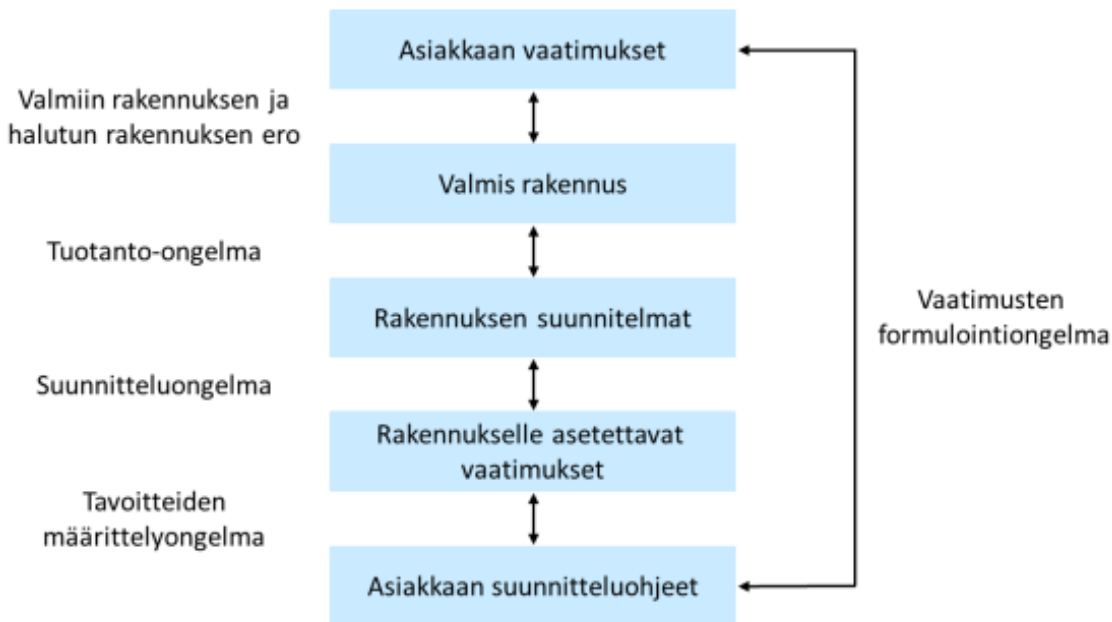 Asiakkaan vaatimukset
Valmiin rakennuksen ja
halutun rakennuksen ero
Valmis rakennus
Tuotanto-ongelma
Rakennuksen suunnitelmat
Vaatimusten
formulointiongelma
Suunnitteluongelma
Rakennukselle asetettavat
vaatimukset
Tavoitteiden
määrittelyongelma
Asiakkaan suunnitteluohjeet